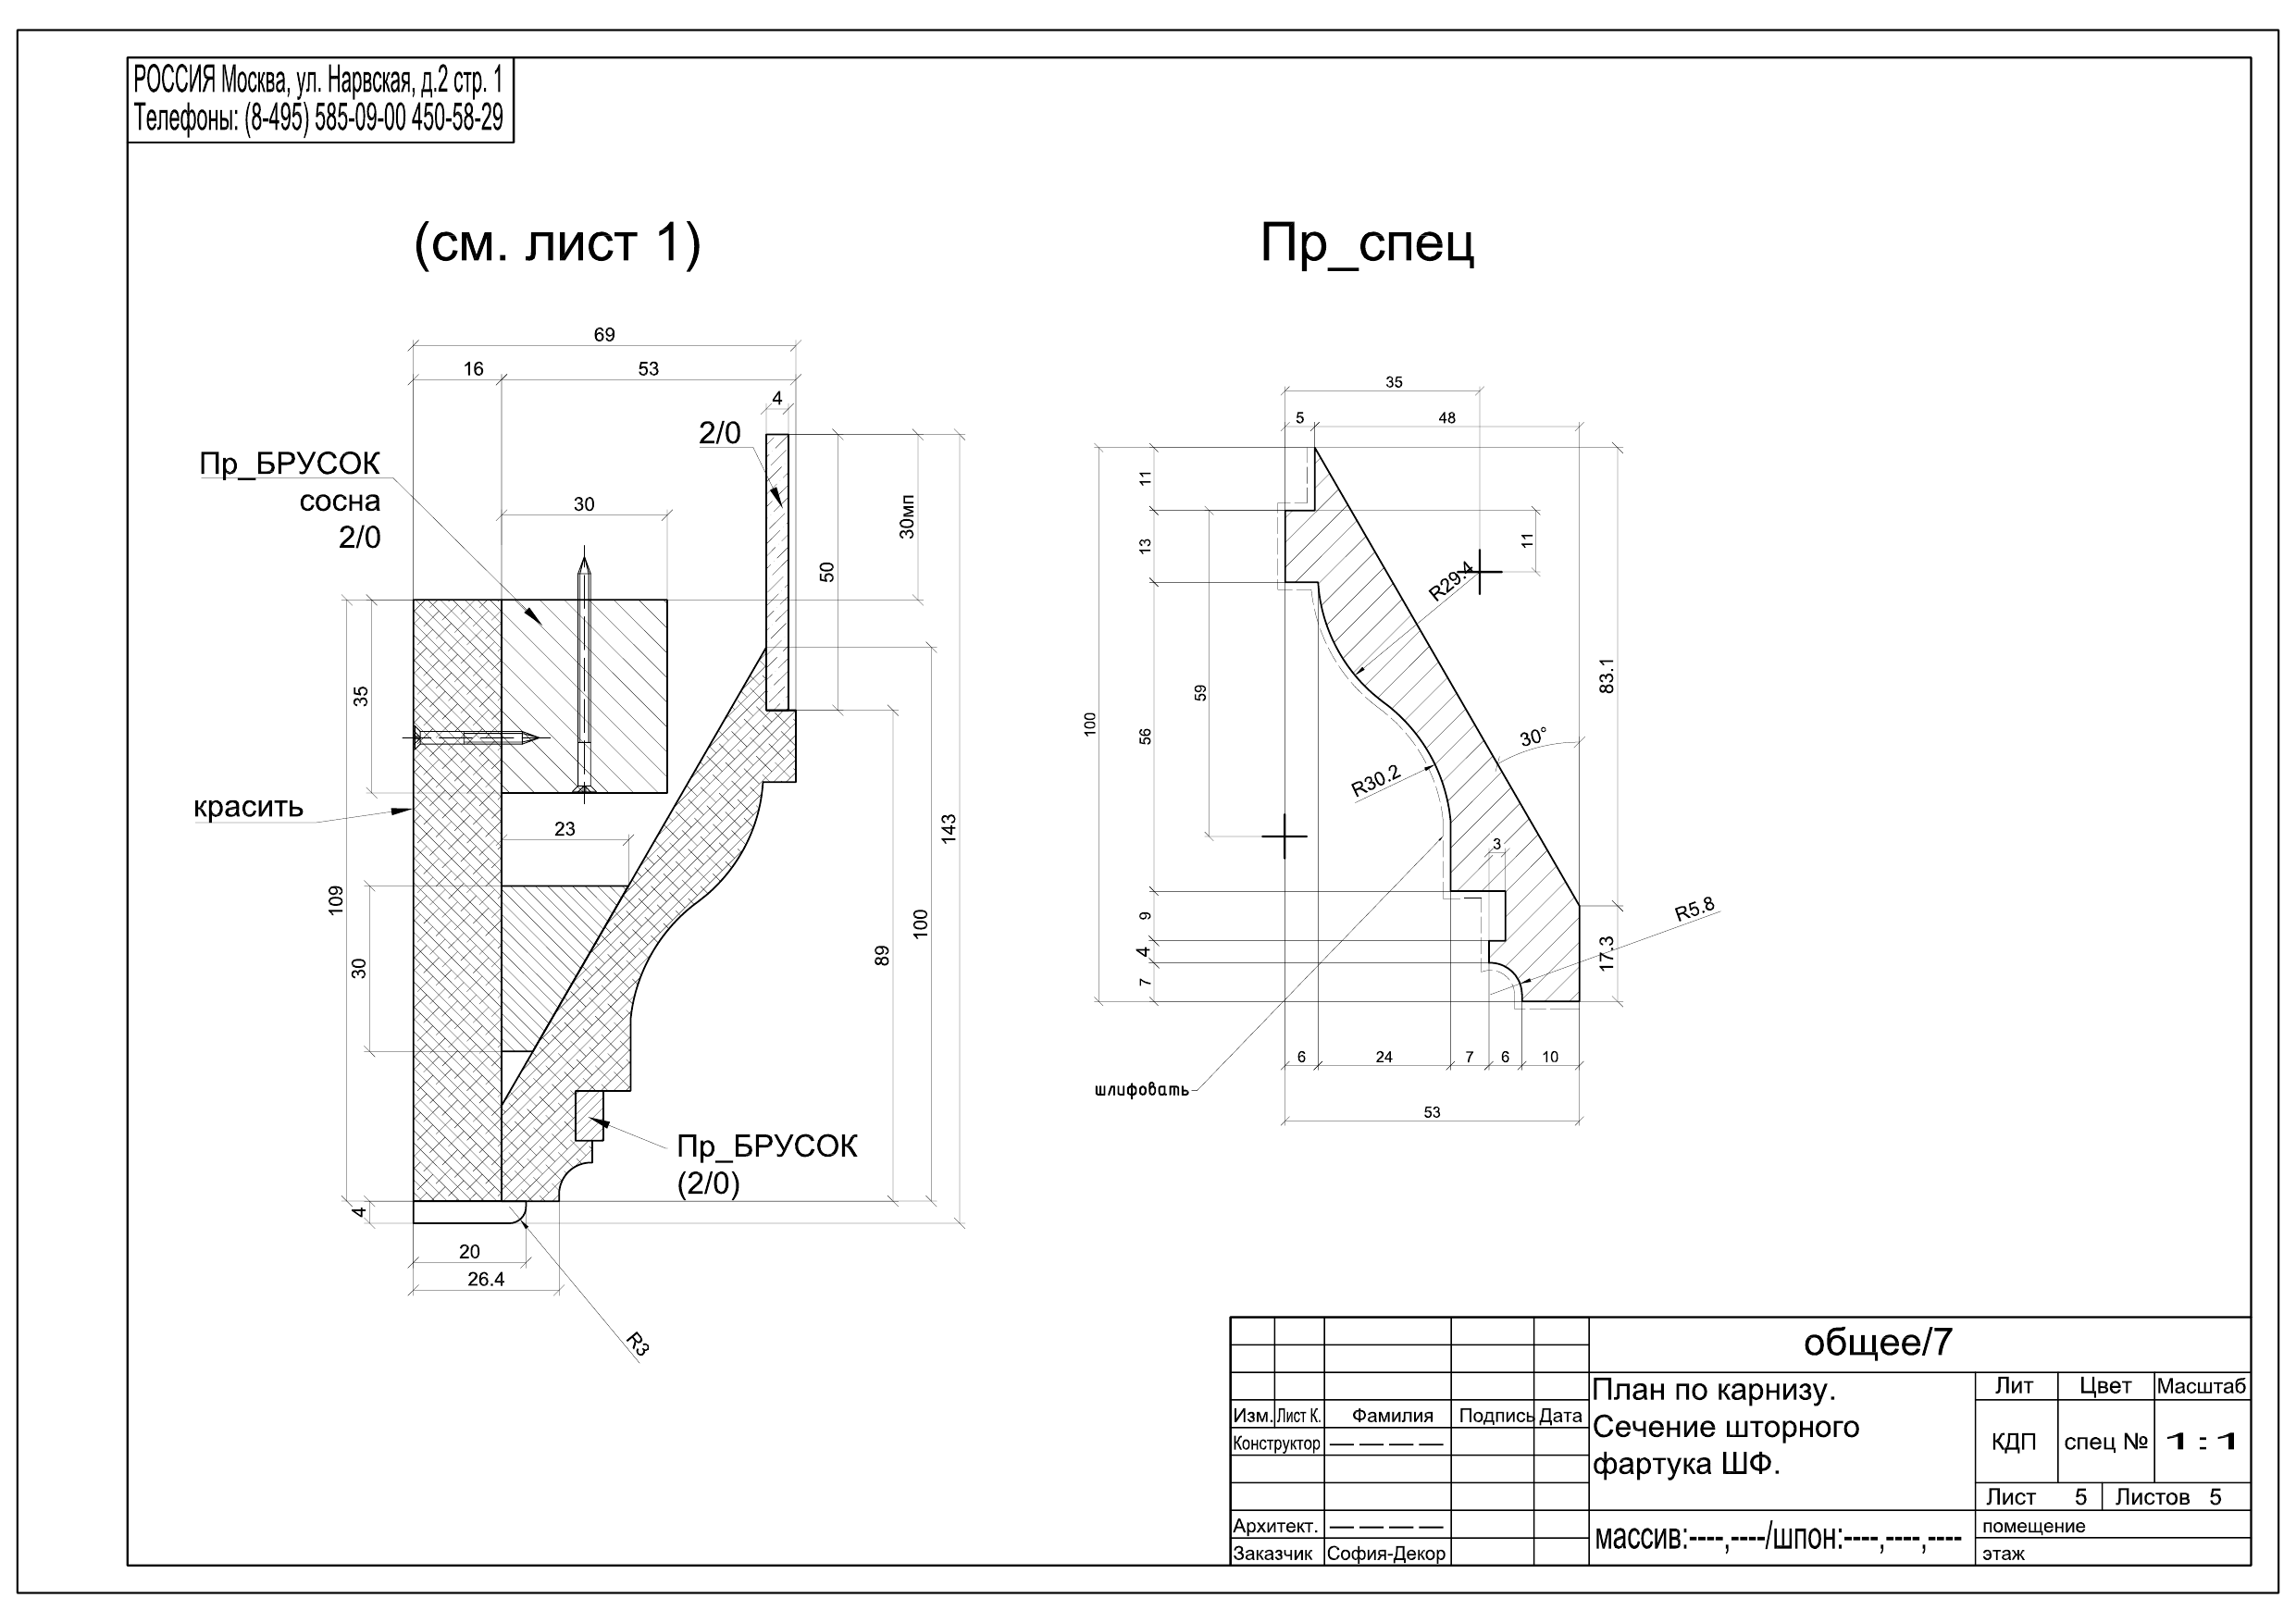 РОССИЯ Москва, ул. Нарвская, д.2 стр. 1
Телефоны: (8-495) 585-09-00 450-58-29
(см. лист 1)
69
16
53
4
2/0
Пр_БРУСОК
сосна
2/0
30
30мп
50
35
красить
23
109
30
143
100
89
Пр_БРУСОК
(2/0)
4
20
26.4
R3
Пр_спец
35
5
48
11
13
11
R29.4
59
100
56
83.1
30°
R30.2
3
9
4
7
R5.8
17.3
6
24
7
6
10
шлифовать
53
общее/7
План по карнизу.
Сечение шторного
фартука ШФ.
Лит
Цвет
Масштаб
КДП
спец №
1:1
Изм.
Лист К.
Фамилия
Подпись
Дата
Конструктор
Лист 5
Листов 5
Архитект.
массив:----,----/шпон:----,----,----
помещение
Заказчик
София-Декор
этаж